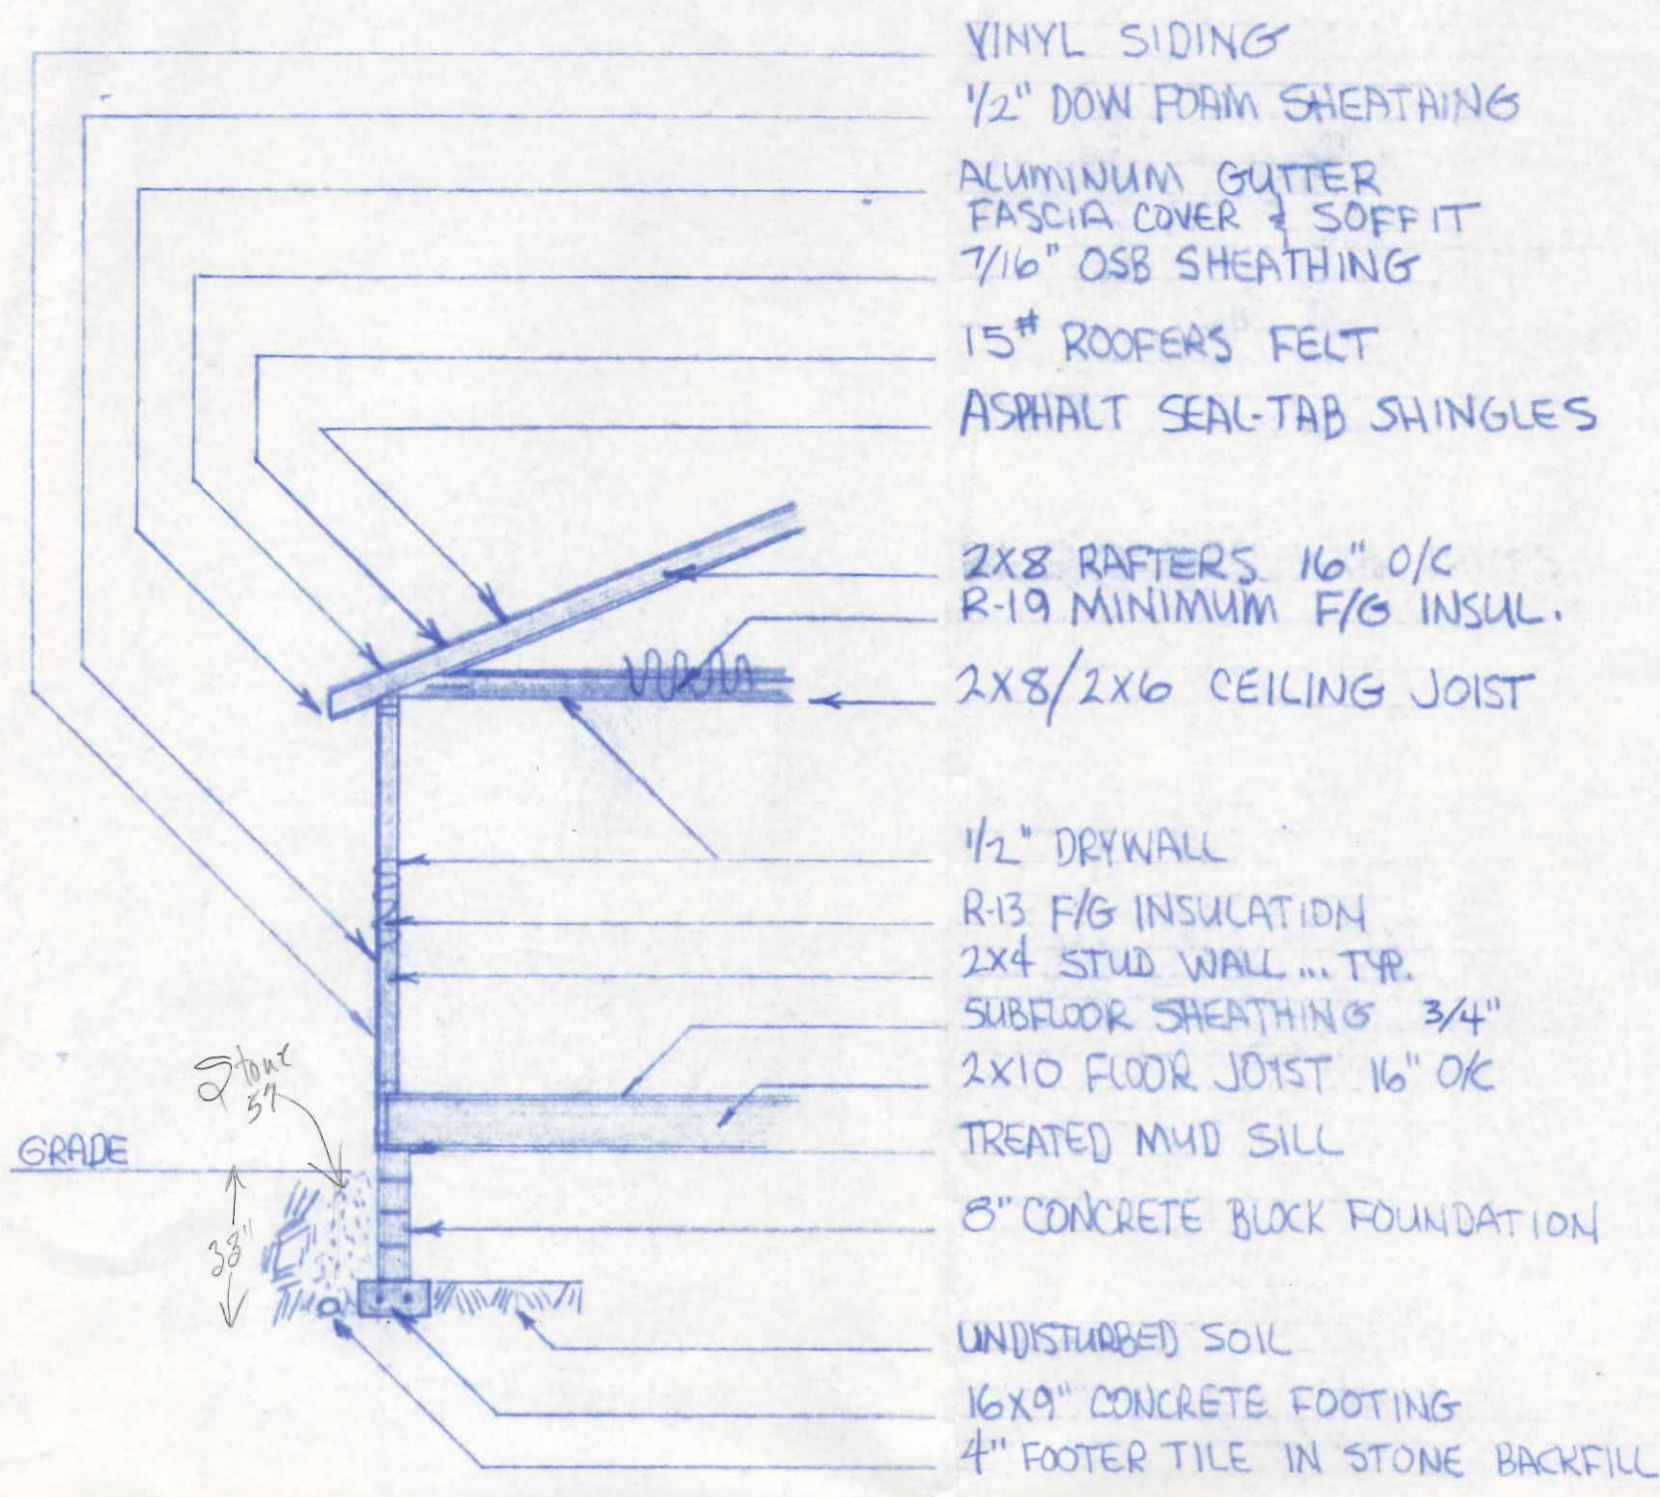 VINYL SIDING
1/2" DOW FOAM SHEATHING
ALUMINUM GUTTER
FASCIA COVER & SOFFIT
7/16" OSB SHEATHING
15# ROOFERS FELT
ASPHALT SEAL-TAB SHINGLES
2X8 RAFTERS 16" O/C
R-19 MINIMUM F/G INSUL.
2X8/2X6 CEILING JOIST
1/2" DRYWALL
R-13 F/G INSULATION
2X4 STUD WALL ... TYP.
SUBFLOOR SHEATHING 3/4"
2X10 FLOOR JOIST 16" O/C
Stone
57
TREATED MUD SILL
GRADE
8" CONCRETE BLOCK FOUNDATION
38"
UNDISTURBED SOIL
16X9" CONCRETE FOOTING
4" FOOTER TILE IN STONE BACKFILL